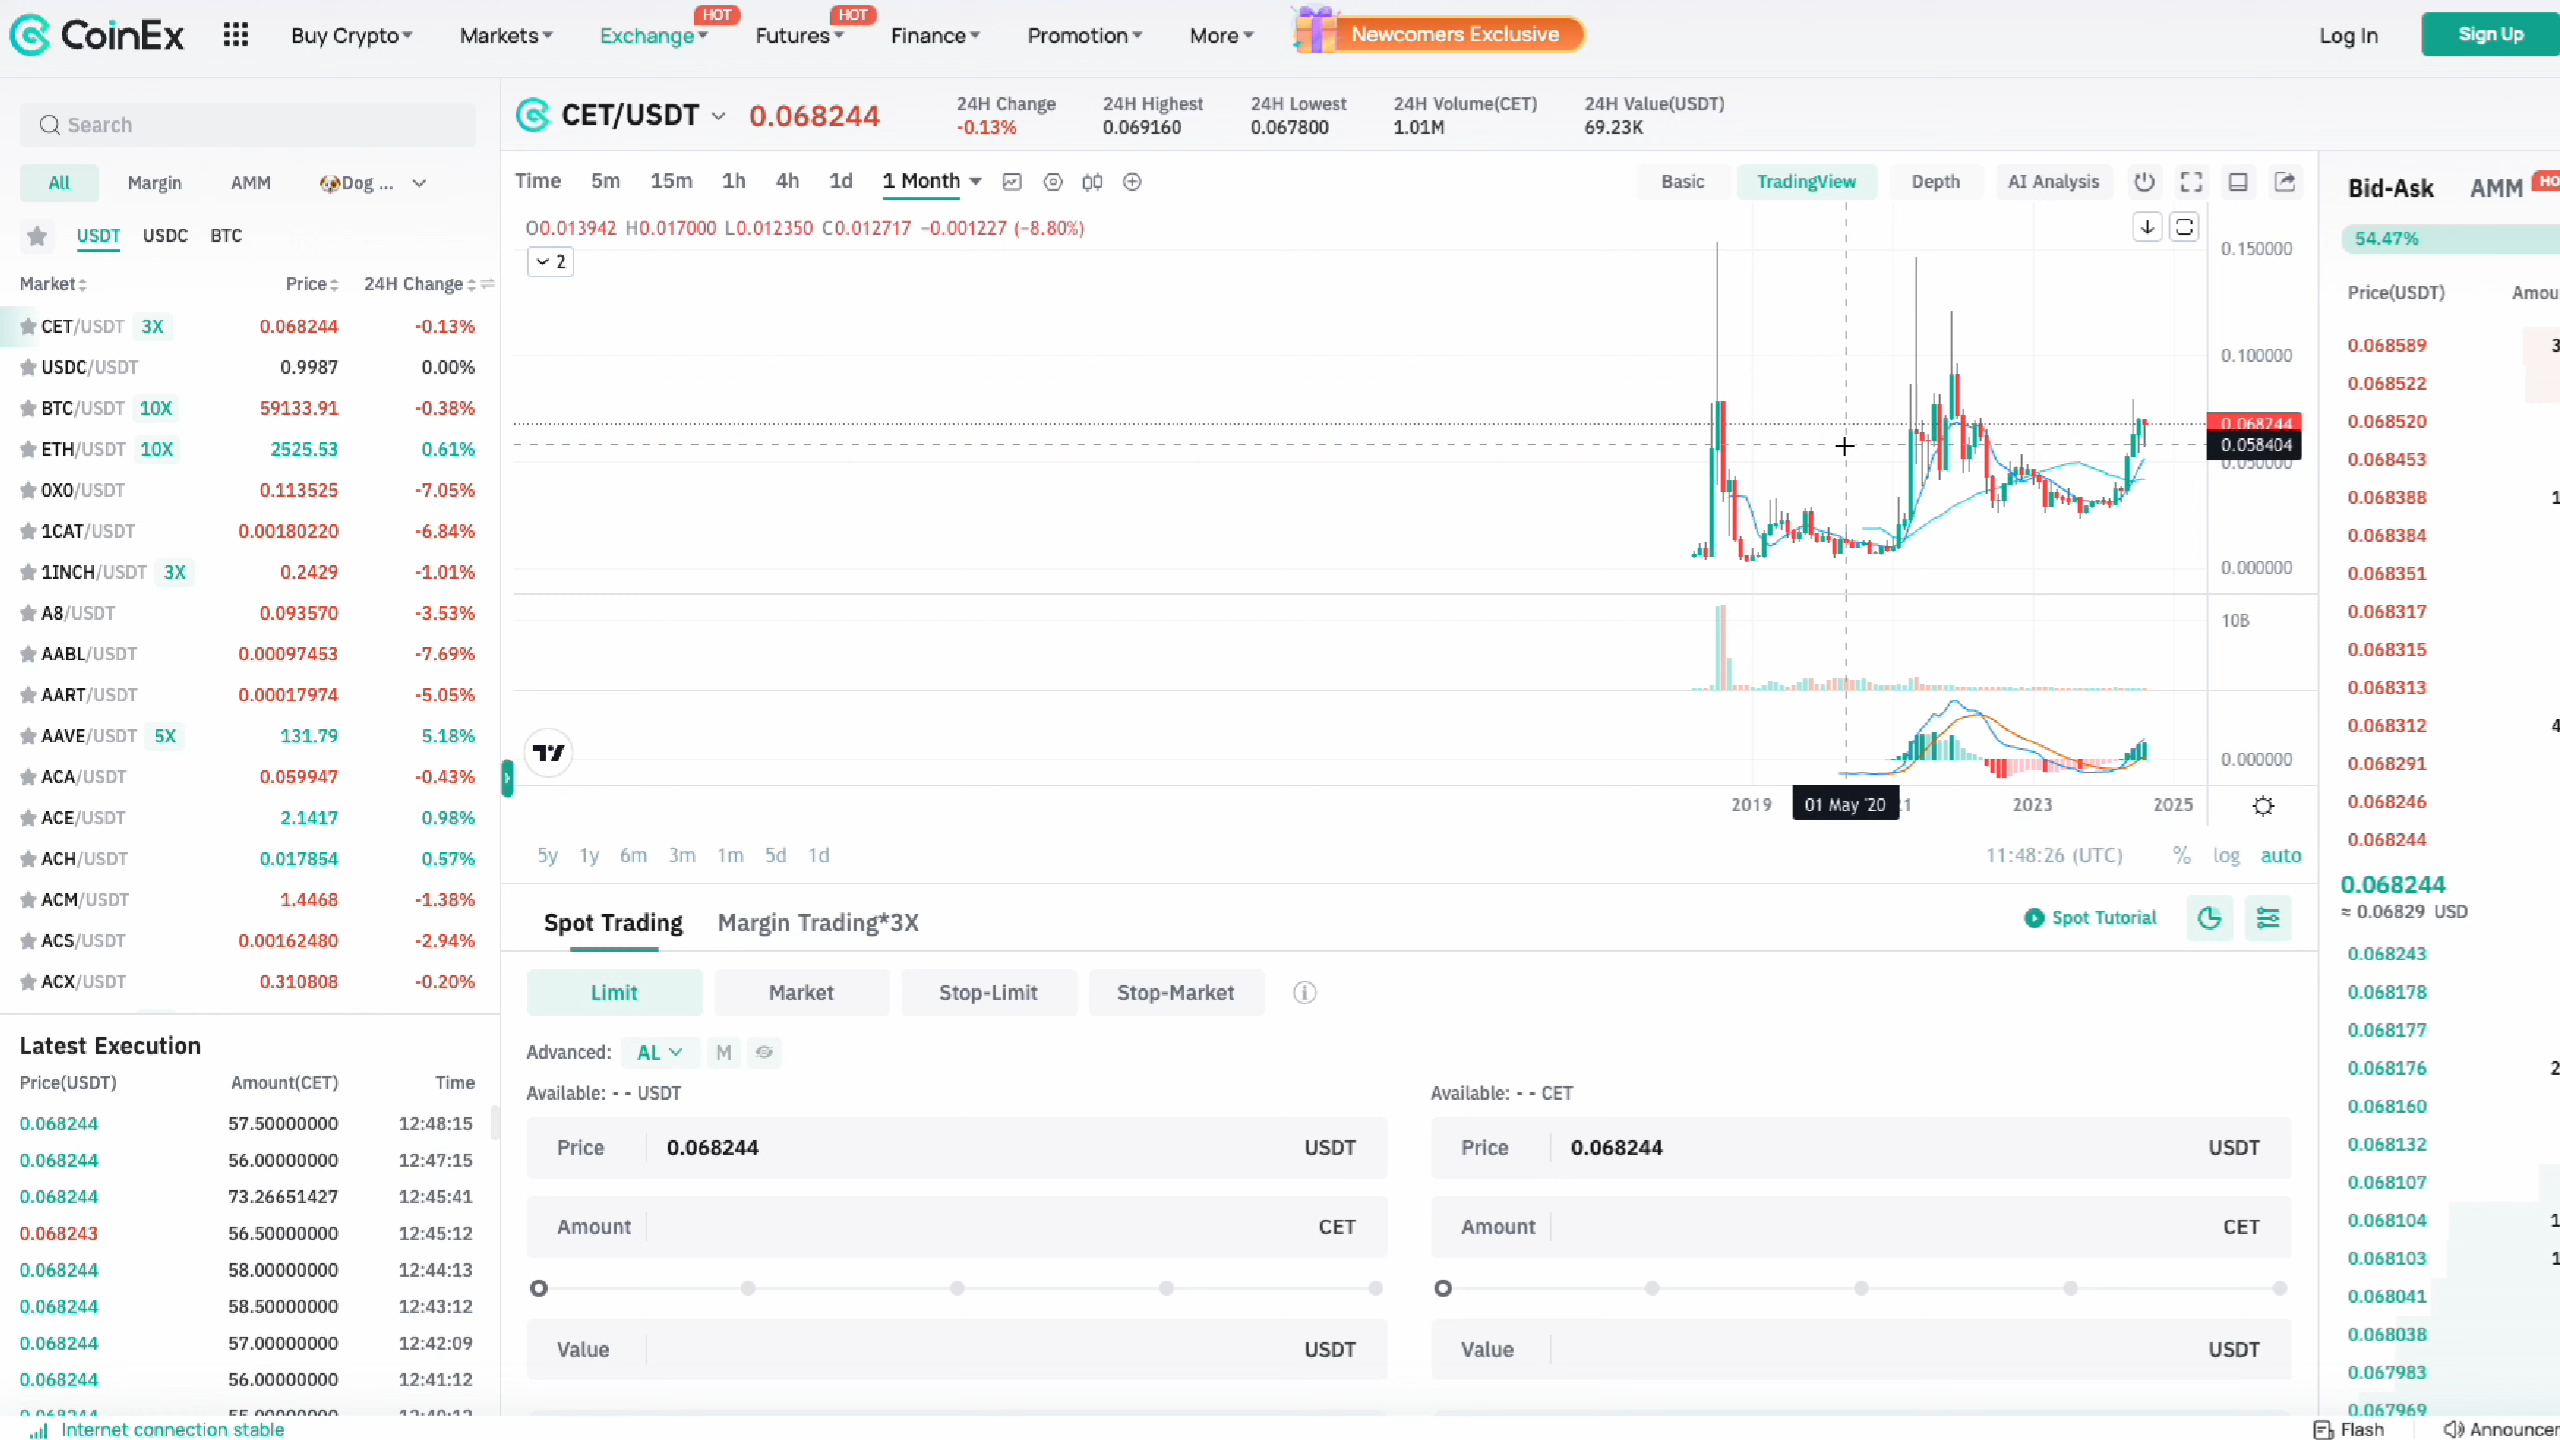 CoinEx Buy Crypto Markets Exchange HOT Futures HOT Finance Promotion More Newcomers Exclusive Log In Sign Up
Search
All Margin AMM Dog ...
USDT USDC BTC
Market Price 24H Change
CET/USDT 3X 0.068244 -0.13%
USDC/USDT 0.9987 0.00%
BTC/USDT 10X 59133.91 -0.38%
ETH/USDT 10X 2525.53 0.61%
0X0/USDT 0.113525 -7.05%
1CAT/USDT 0.00180220 -6.84%
1INCH/USDT 3X 0.2429 -1.01%
A8/USDT 0.093570 -3.53%
AABL/USDT 0.00097453 -7.69%
AART/USDT 0.00017974 -5.05%
AAVE/USDT 5X 131.79 5.18%
ACA/USDT 0.059947 -0.43%
ACE/USDT 2.1417 0.98%
ACH/USDT 0.017854 0.57%
ACM/USDT 1.4468 -1.38%
ACS/USDT 0.00162480 -2.94%
ACX/USDT 0.310808 -0.20%
Latest Execution
Price(USDT) Amount(CET) Time
0.068244 57.50000000 12:48:15
0.068244 56.00000000 12:47:15
0.068244 73.26651427 12:45:41
0.068243 56.50000000 12:45:12
0.068244 58.00000000 12:44:13
0.068244 58.50000000 12:43:12
0.068244 57.00000000 12:42:09
0.068244 56.00000000 12:41:12
Internet connection stable
CET/USDT 0.068244
24H Change 24H Highest 24H Lowest 24H Volume(CET) 24H Value(USDT)
-0.13% 0.069160 0.067800 1.01M 69.23K
Time 5m 15m 1h 4h 1d 1 Month Basic TradingView Depth AI Analysis
O0.013942 H0.017000 L0.012350 C0.012717 −0.001227 (−8.80%)
2
0.150000
0.100000
0.068244
0.058404
0.050000
0.000000
10B
0.000000
2019 01 May '20 2023 2025
5y 1y 6m 3m 1m 5d 1d 11:48:26 (UTC) % log auto
Spot Trading Margin Trading*3X Spot Tutorial
Limit Market Stop-Limit Stop-Market
Advanced: AL M
Available: - - USDT
Price 0.068244 USDT
Amount CET
Value USDT
Available: - - CET
Price 0.068244 USDT
Amount CET
Value USDT
Bid-Ask AMM
54.47%
Price(USDT)
0.068589
0.068522
0.068520
0.068453
0.068388
0.068384
0.068351
0.068317
0.068315
0.068313
0.068312
0.068291
0.068246
0.068244
0.068244
≈ 0.06829 USD
0.068243
0.068178
0.068177
0.068176
0.068160
0.068132
0.068107
0.068104
0.068103
0.068041
0.068038
0.067983
0.067969
Flash